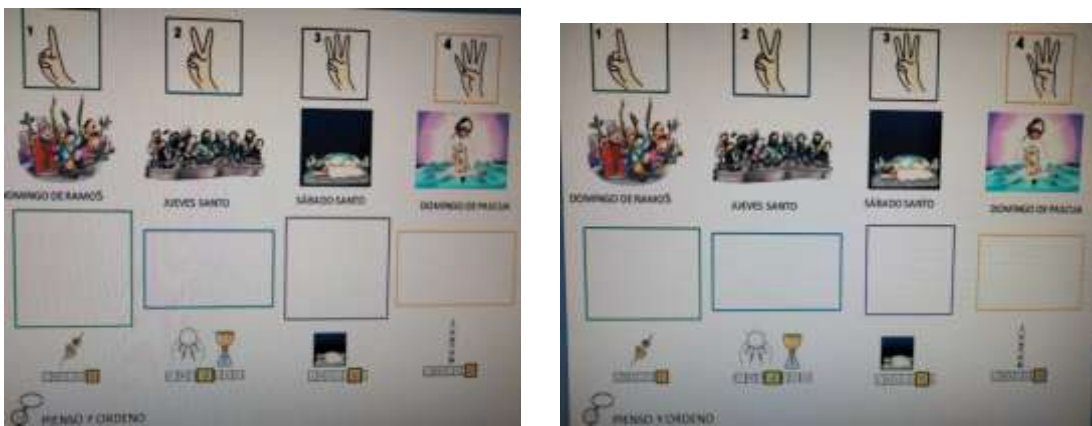 1 2 3 4
DOMINGO DE RAMOS JUEVES SANTO SÁBADO SANTO DOMINGO DE PASCUA
PIENSO Y ORDENO
1 2 3 4
DOMINGO DE RAMOS JUEVES SANTO SÁBADO SANTO DOMINGO DE PASCUA
PIENSO Y ORDENO